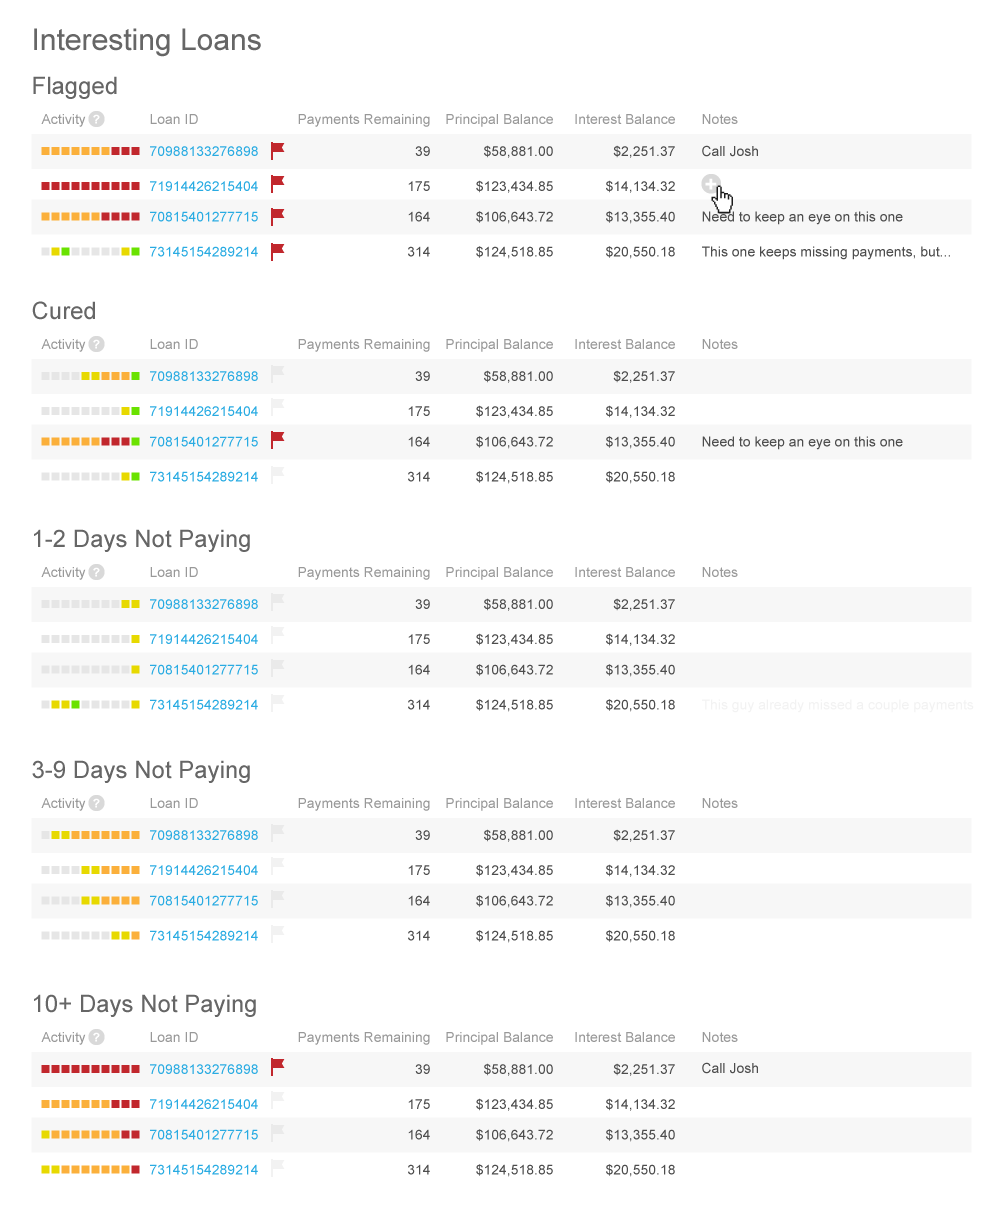 Interesting Loans
Flagged
Activity ? Loan ID Payments Remaining Principal Balance Interest Balance Notes
70988133276898 39 $58,881.00 $2,251.37 Call Josh
71914426215404 175 $123,434.85 $14,134.32
70815401277715 164 $106,643.72 $13,355.40 Need to keep an eye on this one
73145154289214 314 $124,518.85 $20,550.18 This one keeps missing payments, but...
Cured
Activity ? Loan ID Payments Remaining Principal Balance Interest Balance Notes
70988133276898 39 $58,881.00 $2,251.37
71914426215404 175 $123,434.85 $14,134.32
70815401277715 164 $106,643.72 $13,355.40 Need to keep an eye on this one
73145154289214 314 $124,518.85 $20,550.18
1-2 Days Not Paying
Activity ? Loan ID Payments Remaining Principal Balance Interest Balance Notes
70988133276898 39 $58,881.00 $2,251.37
71914426215404 175 $123,434.85 $14,134.32
70815401277715 164 $106,643.72 $13,355.40
73145154289214 314 $124,518.85 $20,550.18 This guy already missed a couple payments
3-9 Days Not Paying
Activity ? Loan ID Payments Remaining Principal Balance Interest Balance Notes
70988133276898 39 $58,881.00 $2,251.37
71914426215404 175 $123,434.85 $14,134.32
70815401277715 164 $106,643.72 $13,355.40
73145154289214 314 $124,518.85 $20,550.18
10+ Days Not Paying
Activity ? Loan ID Payments Remaining Principal Balance Interest Balance Notes
70988133276898 39 $58,881.00 $2,251.37 Call Josh
71914426215404 175 $123,434.85 $14,134.32
70815401277715 164 $106,643.72 $13,355.40
73145154289214 314 $124,518.85 $20,550.18